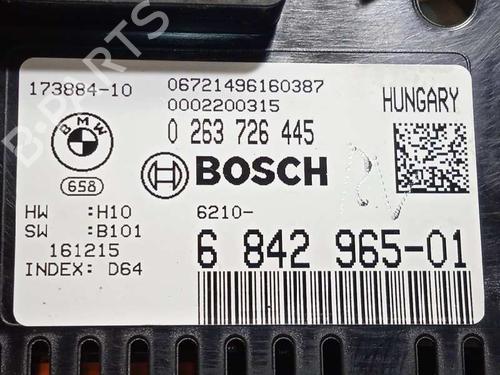 173884-10
06721496160387
0002200315
HUNGARY
BMW
0 263 726 445
658
BOSCH
HW :H10
SW :B101
161215
INDEX: D64
6210-
6 842 965-01
B-PARTS